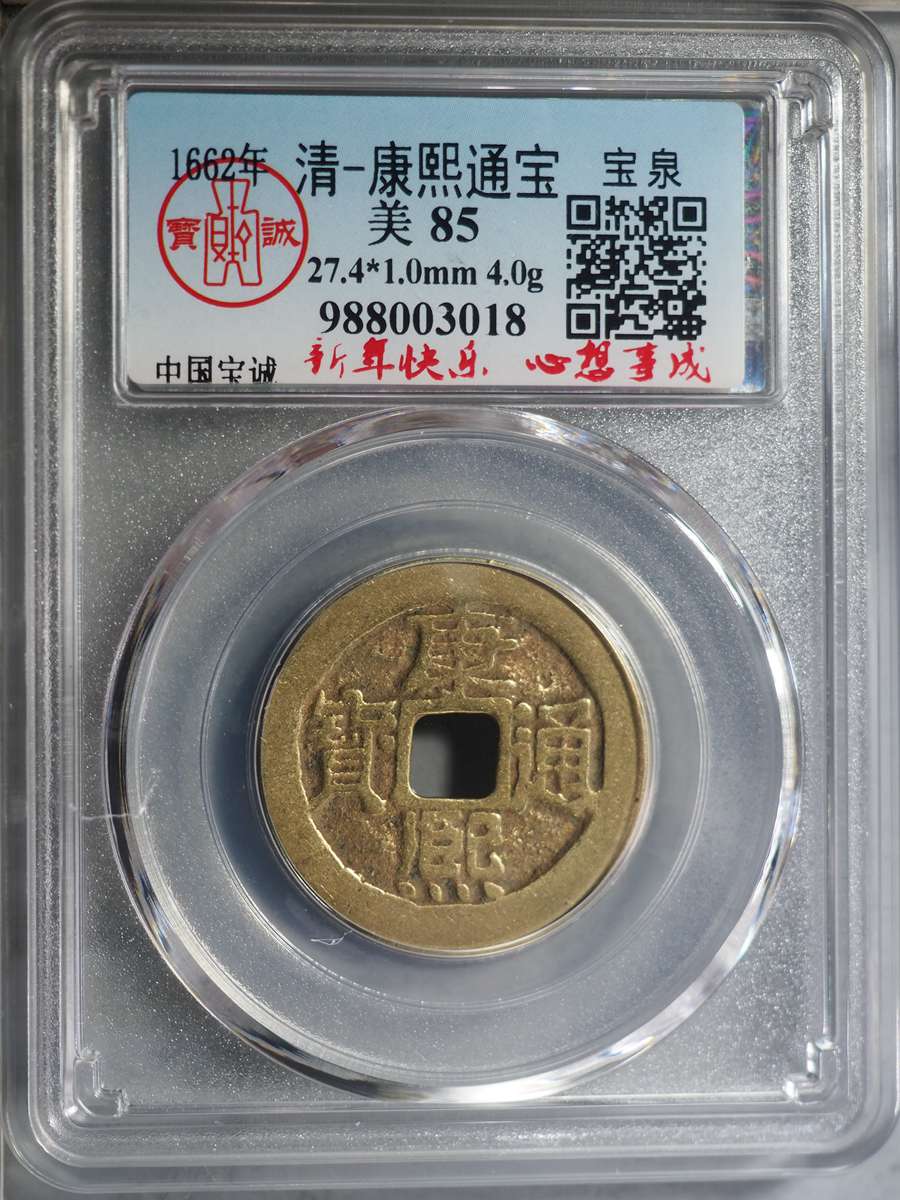 1662年 清-康熙通宝 宝泉
美 85
寶 誠
27.4*1.0mm 4.0g
988003018
中国宝诚 新年快乐 心想事成
康熙通寳